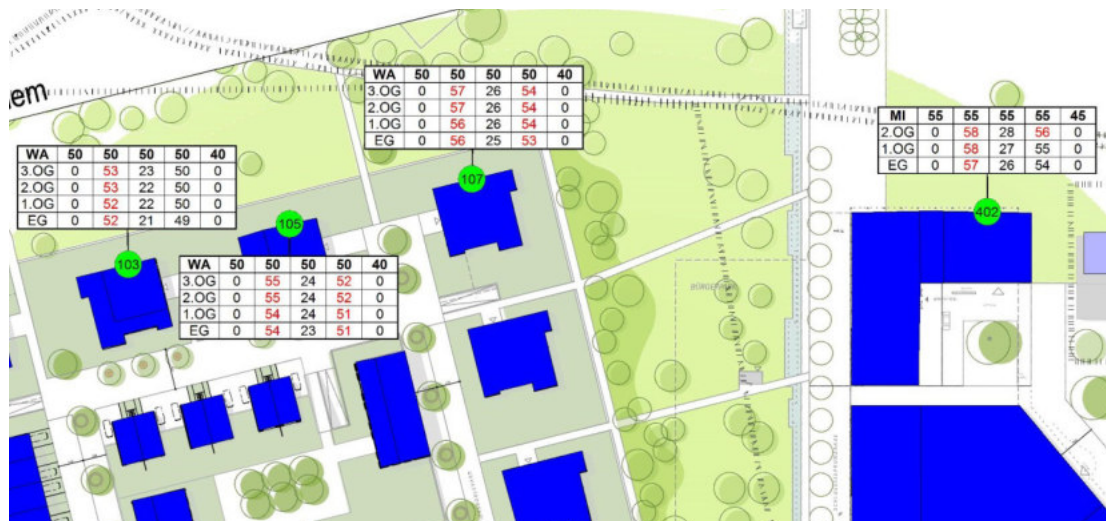 em
WA 50 50 50 50 40
3.OG 0 57 26 54 0
2.OG 0 57 26 54 0
1.OG 0 56 26 54 0
EG 0 56 25 53 0
MI 55 55 55 55 45
2.OG 0 58 28 56 0
1.OG 0 58 27 55 0
EG 0 57 26 54 0
WA 50 50 50 50 40
3.OG 0 53 23 50 0
2.OG 0 53 22 50 0
1.OG 0 52 22 50 0
EG 0 52 21 49 0
107
402
105
103
WA 50 50 50 50 40
3.OG 0 55 24 52 0
2.OG 0 55 24 52 0
1.OG 0 54 24 51 0
EG 0 54 23 51 0